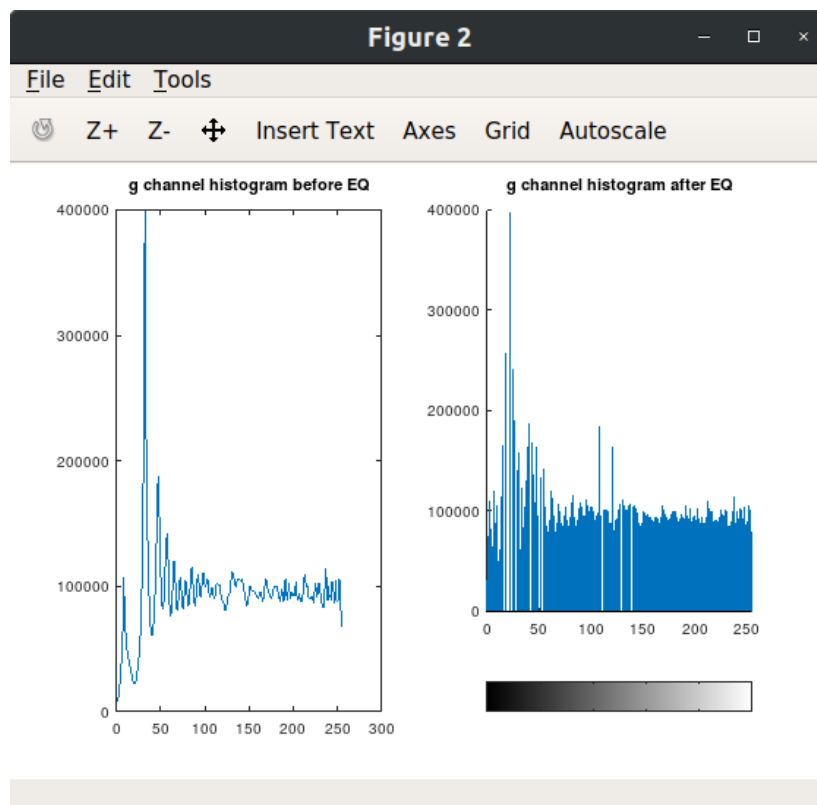 Figure 2
File Edit Tools
Z+ Z- Insert Text Axes Grid Autoscale
g channel histogram before EQ
400000
300000
200000
100000
0
0 50 100 150 200 250 300
g channel histogram after EQ
400000
300000
200000
100000
0
0 50 100 150 200 250